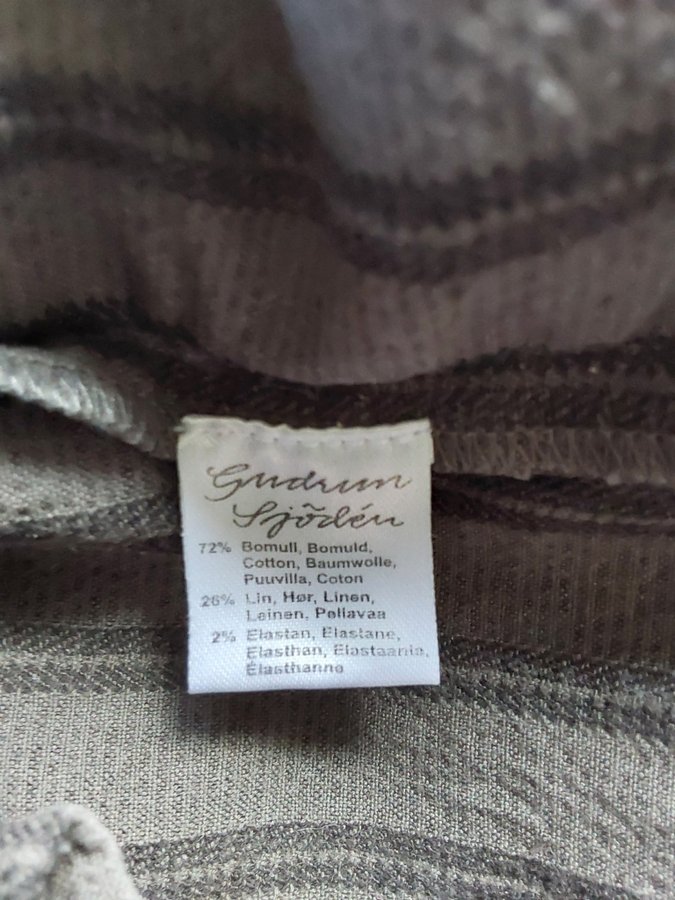 Gudrun
Sjödén
72% Bomull, Bomuld,
Cotton, Baumwolle,
Puuvilla, Coton
26% Lin, Hør, Linen,
Leinen, Pellavaa
2% Elastan, Elastane,
Elasthan, Elastaania,
Élasthanne